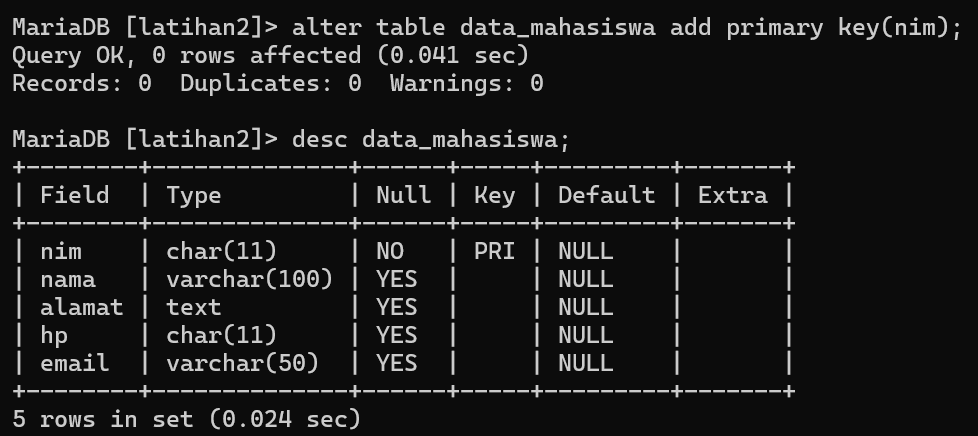 MariaDB [latihan2]> alter table data_mahasiswa add primary key(nim);
Query OK, 0 rows affected (0.041 sec)
Records: 0  Duplicates: 0  Warnings: 0

MariaDB [latihan2]> desc data_mahasiswa;
+--------+--------------+------+-----+---------+-------+
| Field  | Type         | Null | Key | Default | Extra |
+--------+--------------+------+-----+---------+-------+
| nim    | char(11)     | NO   | PRI | NULL    |       |
| nama   | varchar(100) | YES  |     | NULL    |       |
| alamat | text         | YES  |     | NULL    |       |
| hp     | char(11)     | YES  |     | NULL    |       |
| email  | varchar(50)  | YES  |     | NULL    |       |
+--------+--------------+------+-----+---------+-------+
5 rows in set (0.024 sec)